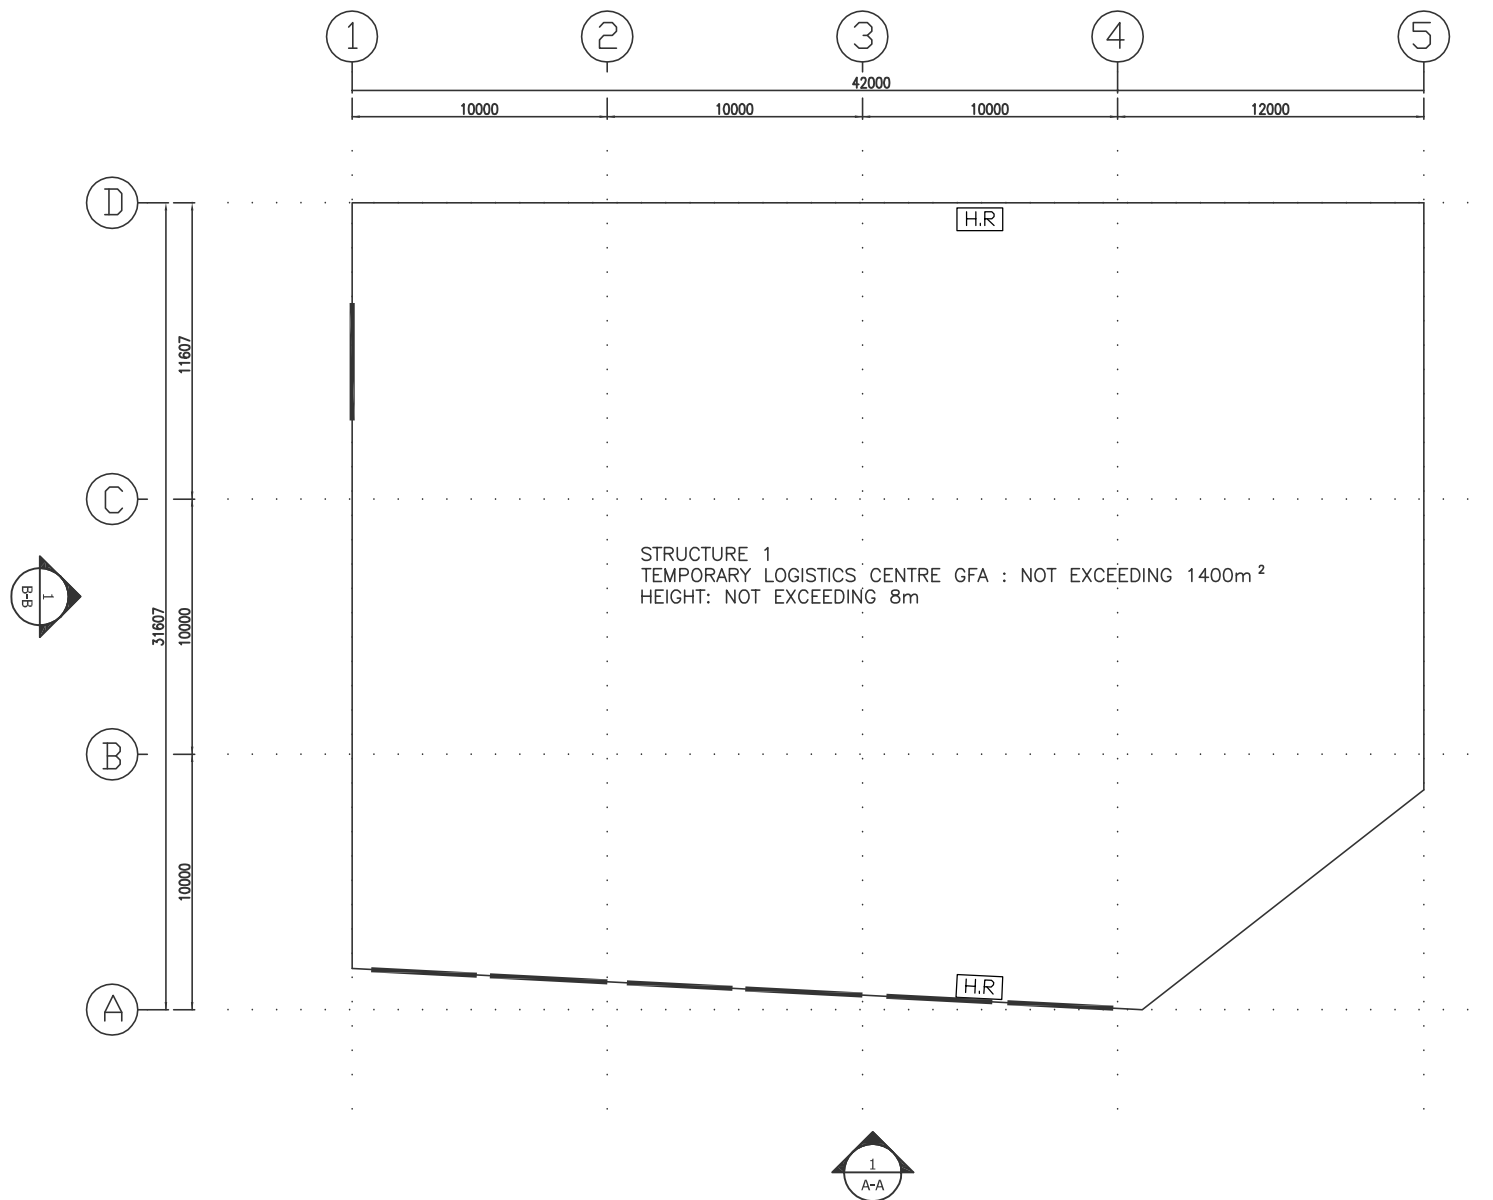 1 2 3 4 5
42000
10000 10000 10000 12000
D
H.R
11607
C
STRUCTURE 1
TEMPORARY LOGISTICS CENTRE GFA : NOT EXCEEDING 1400m²
HEIGHT: NOT EXCEEDING 8m
1
B-B
31607
10000
B
10000
H.R
A
1
A-A